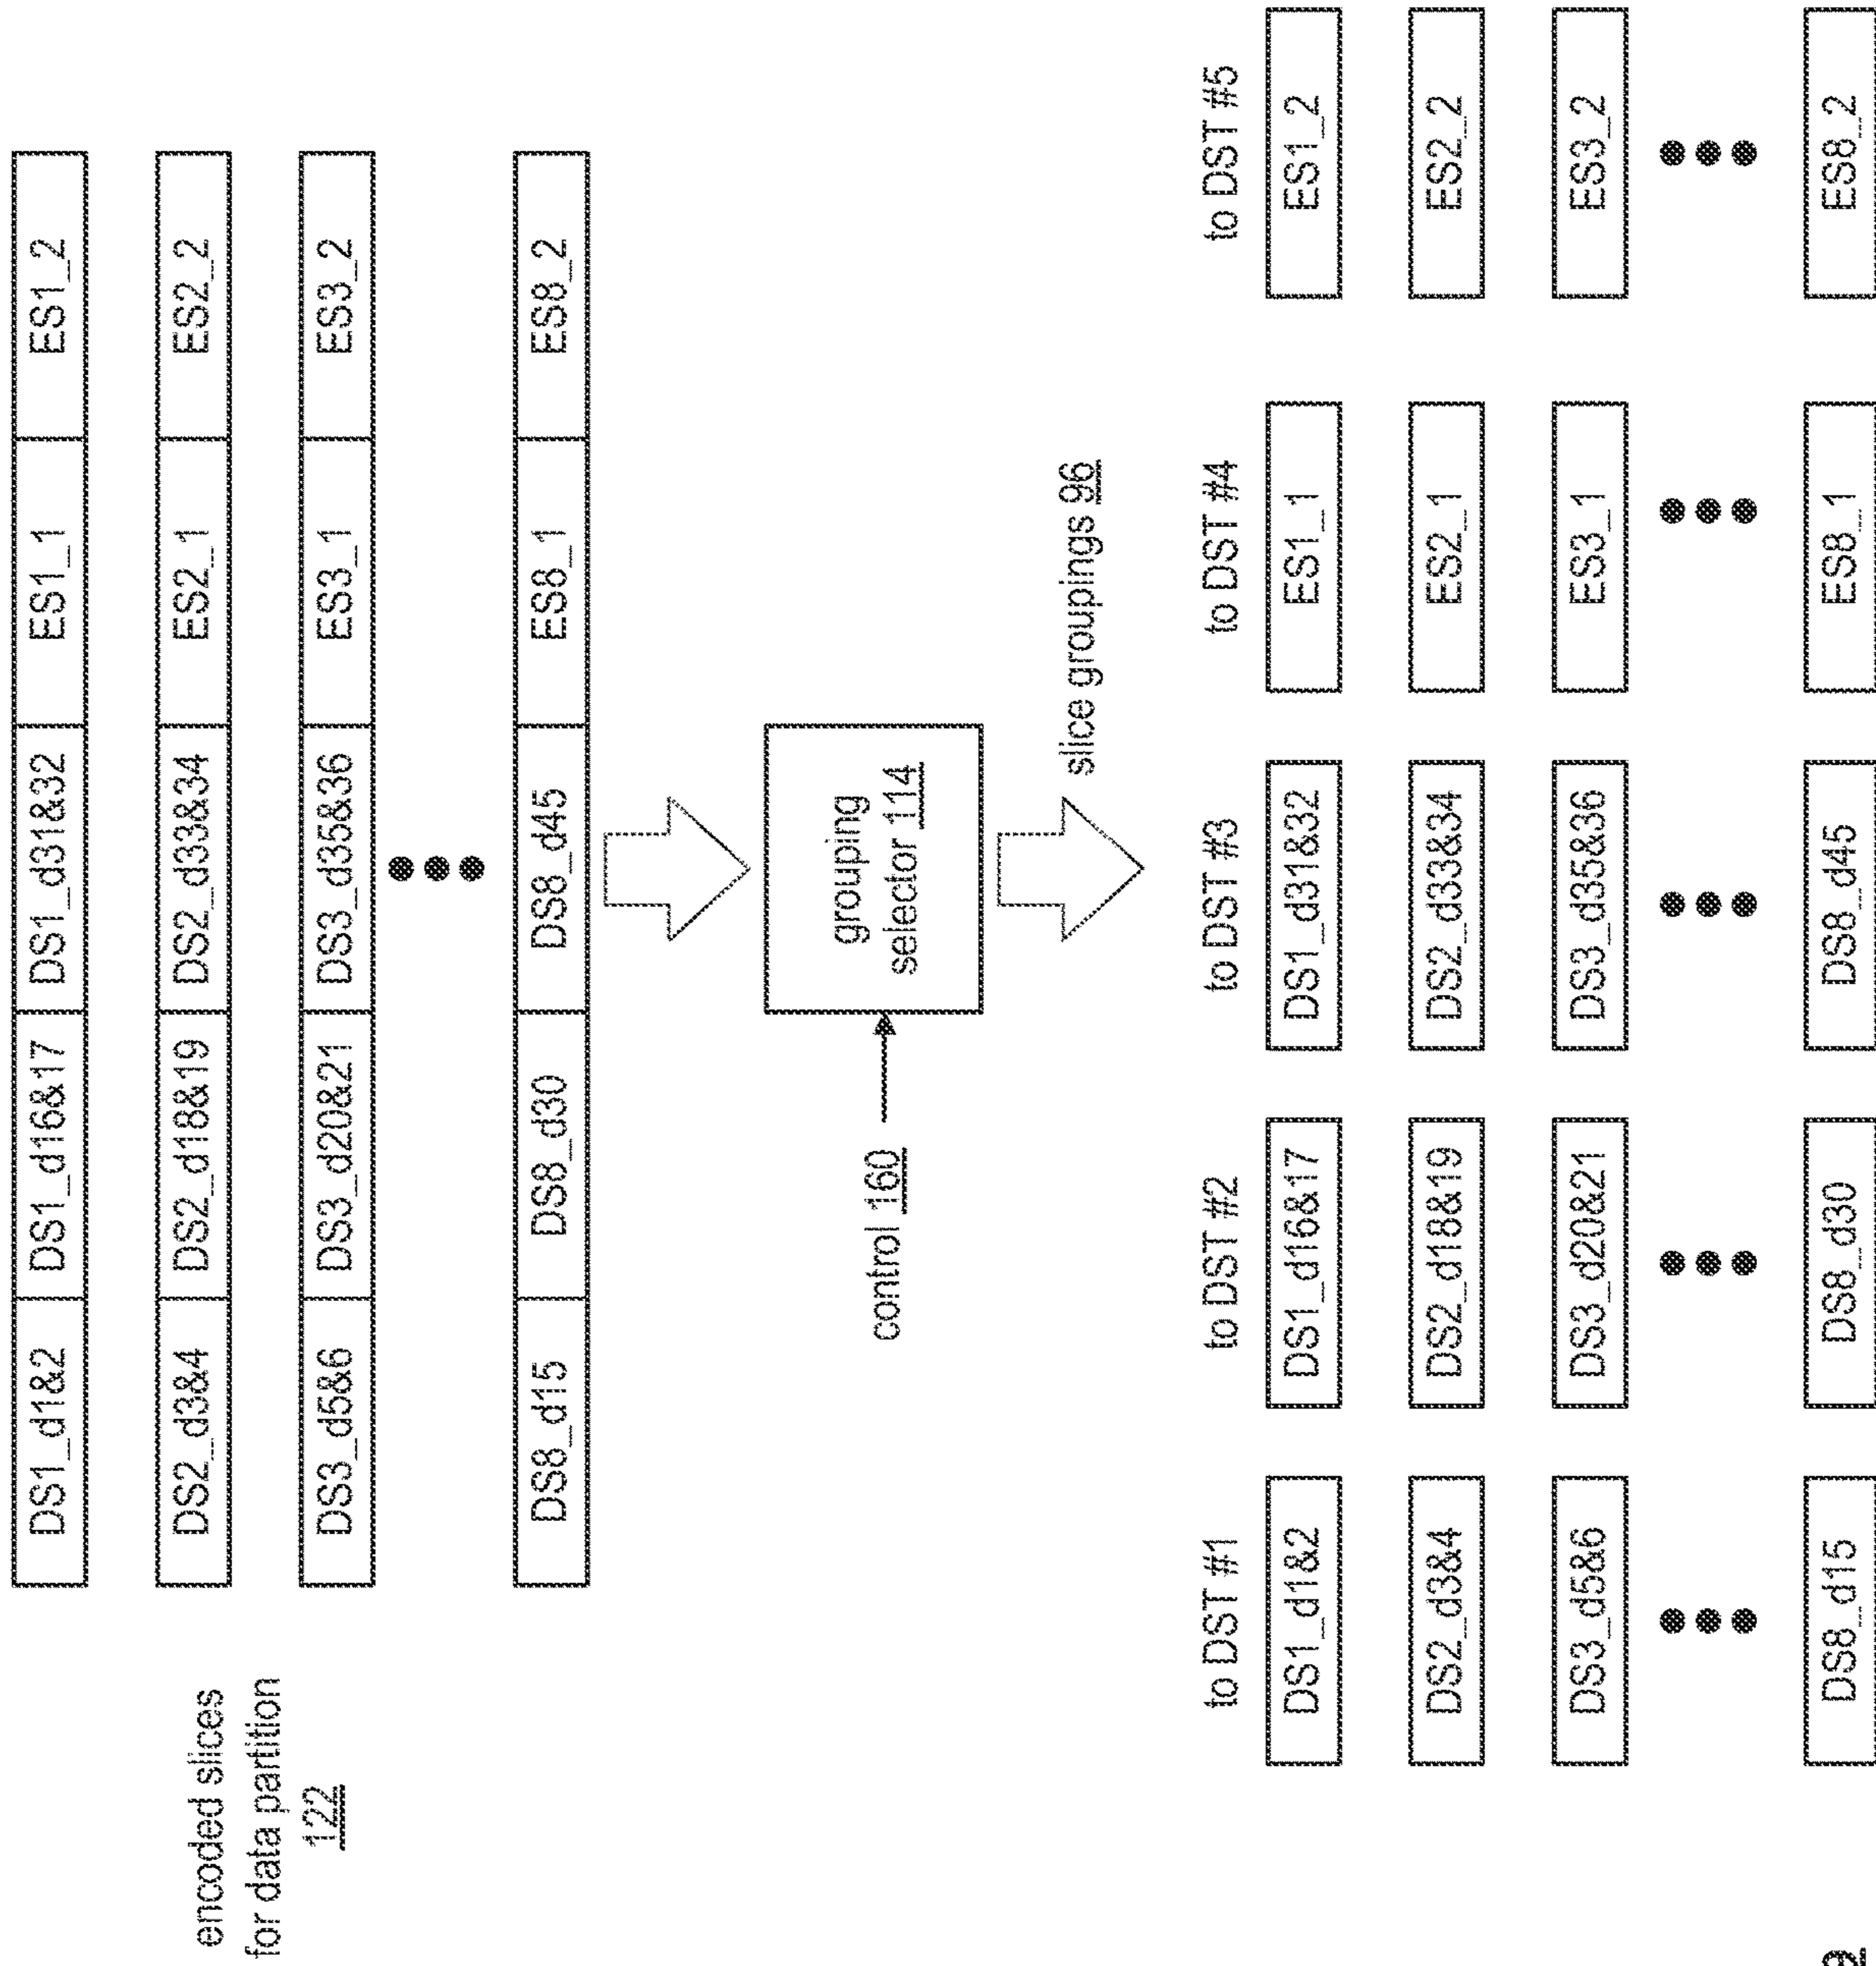 DS1_d1&2 DS1_d16&17 DS1_d31&32 ES1_1 ES1_2
encoded slices
for data partition
122
DS2_d3&4 DS2_d18&19 DS2_d33&34 ES2_1 ES2_2
DS3_d5&6 DS3_d20&21 DS3_d35&36 ES3_1 ES3_2
DS8_d15 DS8_d30 DS8_d45 ES8_1 ES8_2
control 160
grouping
selector 114
slice groupings 96
to DST #1 to DST #2 to DST #3 to DST #4 to DST #5
DS1_d1&2 DS1_d16&17 DS1_d31&32 ES1_1 ES1_2
DS2_d3&4 DS2_d18&19 DS2_d33&34 ES2_1 ES2_2
DS3_d5&6 DS3_d20&21 DS3_d35&36 ES3_1 ES3_2
DS8_d15 DS8_d30 DS8_d45 ES8_1 ES8_2